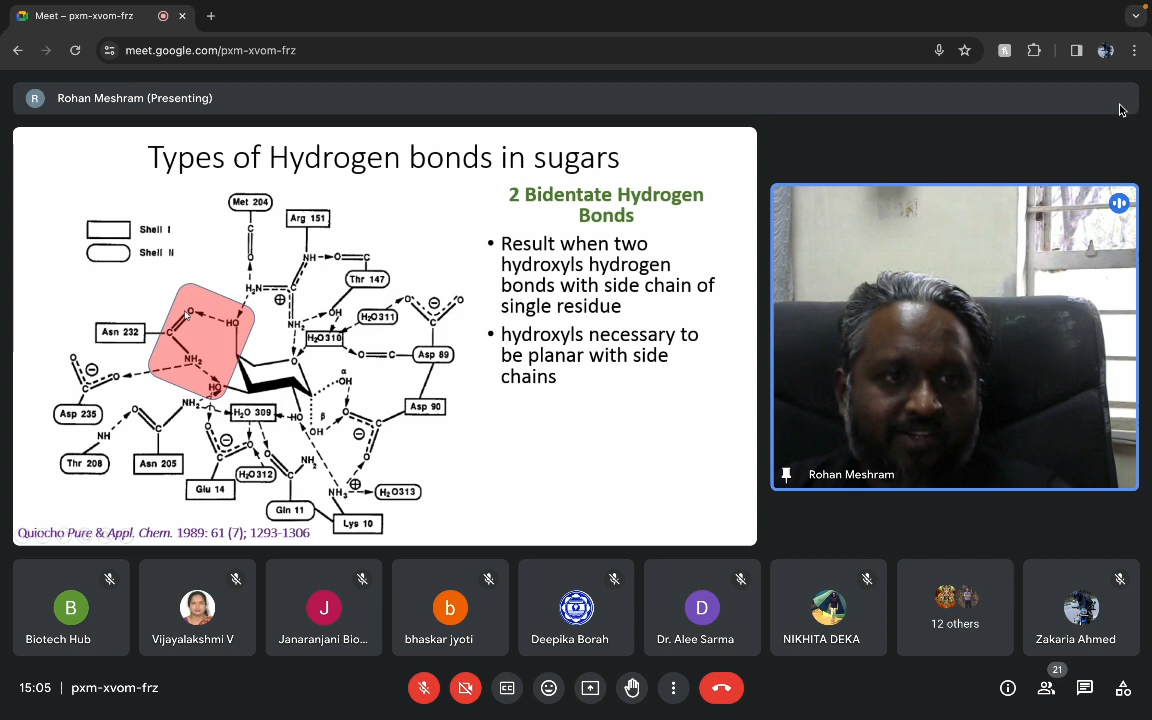 Meet – pxm-xvom-frz
meet.google.com/pxm-xvom-frz
R
Rohan Meshram (Presenting)
Types of Hydrogen bonds in sugars
2 Bidentate Hydrogen
Bonds
• Result when two
hydroxyls hydrogen
bonds with side chain of
single residue
• hydroxyls necessary to
be planar with side
chains
Shell I
Shell II
Met 204
Arg 151
C
O
NH
O
C
Thr 147
H₂N
C
⊕
NH₂
OH
H₂O311
O
O
C
⊖
H₂O310
O
C
Asp 89
O
HO
Asn 232
C
NH₂
O
O
⊖
C
O
HO
Asp 235
α
OH
β
OH
HO
O
C
⊖
O
Asp 90
NH₂
O
C
NH
H₂O 309
Thr 208
Asn 205
O
⊖
C
O
Glu 14
H₂O312
O
C
NH₂
Gln 11
NH₃
⊕
H₂O313
Lys 10
Quiocho Pure & Appl. Chem. 1989: 61 (7); 1293-1306
Rohan Meshram
B
Biotech Hub
Vijayalakshmi V
J
Janaranjani Bio...
b
bhaskar jyoti
Deepika Borah
D
Dr. Alee Sarma
NIKHITA DEKA
12 others
Zakaria Ahmed
15:05 | pxm-xvom-frz
CC
21